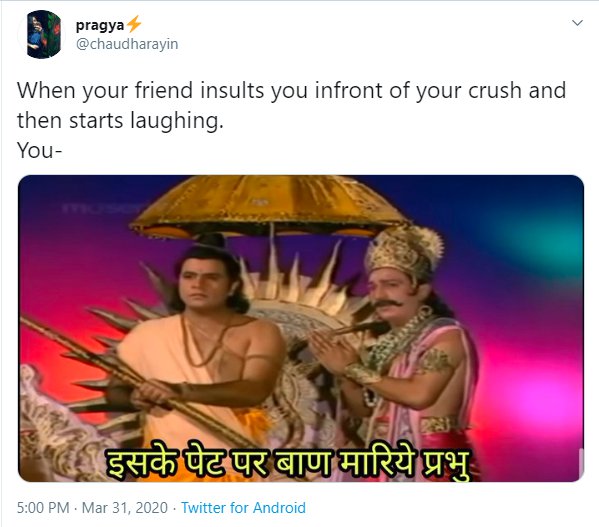 pragya⚡
@chaudharayin
When your friend insults you infront of your crush and
then starts laughing.
You-
इसके पेट पर बाण मारिये प्रभु
5:00 PM · Mar 31, 2020 · Twitter for Android